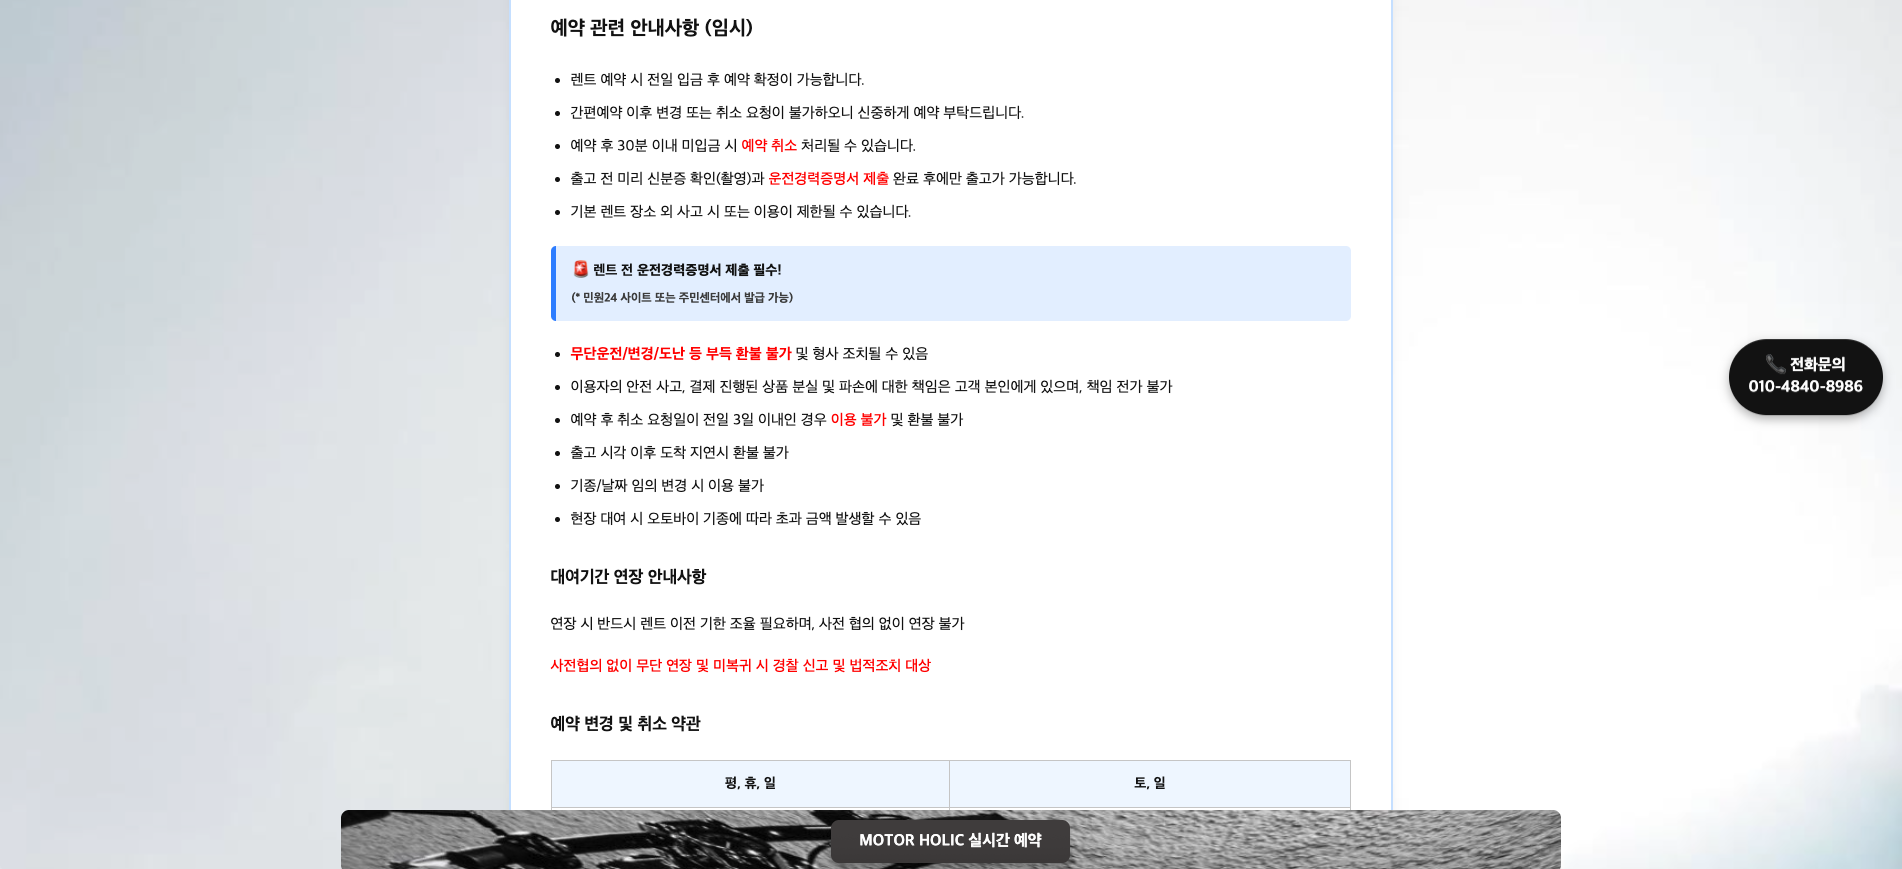 예약 관련 안내사항 (임시)
렌트 예약 시 전일 입금 후 예약 확정이 가능합니다.
간편예약 이후 변경 또는 취소 요청이 불가하오니 신중하게 예약 부탁드립니다.
예약 후 30분 이내 미입금 시 예약 취소 처리될 수 있습니다.
출고 전 미리 신분증 확인(촬영)과 운전경력증명서 제출 완료 후에만 출고가 가능합니다.
기본 렌트 장소 외 사고 시 또는 이용이 제한될 수 있습니다.
🚨 렌트 전 운전경력증명서 제출 필수!
(* 민원24 사이트 또는 주민센터에서 발급 가능)
무단운전/변경/도난 등 부득 환불 불가 및 형사 조치될 수 있음
이용자의 안전 사고, 결제 진행된 상품 분실 및 파손에 대한 책임은 고객 본인에게 있으며, 책임 전가 불가
예약 후 취소 요청일이 전일 3일 이내인 경우 이용 불가 및 환불 불가
출고 시각 이후 도착 지연시 환불 불가
기종/날짜 임의 변경 시 이용 불가
현장 대여 시 오토바이 기종에 따라 초과 금액 발생할 수 있음
대여기간 연장 안내사항
연장 시 반드시 렌트 이전 기한 조율 필요하며, 사전 협의 없이 연장 불가
사전협의 없이 무단 연장 및 미복귀 시 경찰 신고 및 법적조치 대상
예약 변경 및 취소 약관
평, 휴, 일
토, 일
MOTOR HOLIC 실시간 예약
📞 전화문의
010-4840-8986